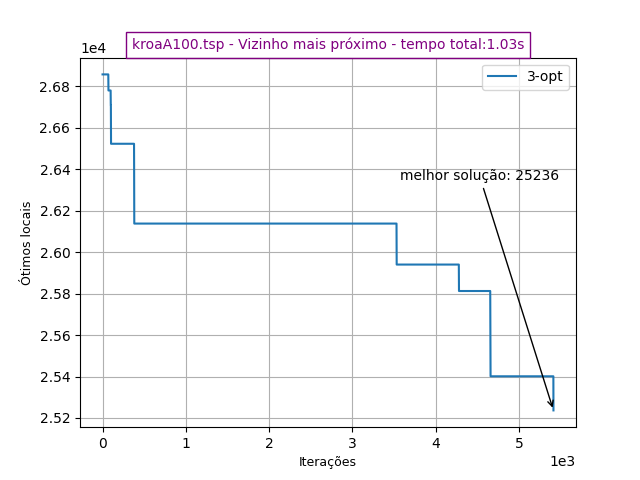 kroaA100.tsp - Vizinho mais próximo - tempo total:1.03s
1e4
3-opt
2.68
2.66
2.64
melhor solução: 25236
2.62
2.60
2.58
2.56
2.54
2.52
Ótimos locais
0 1 2 3 4 5
Iterações
1e3